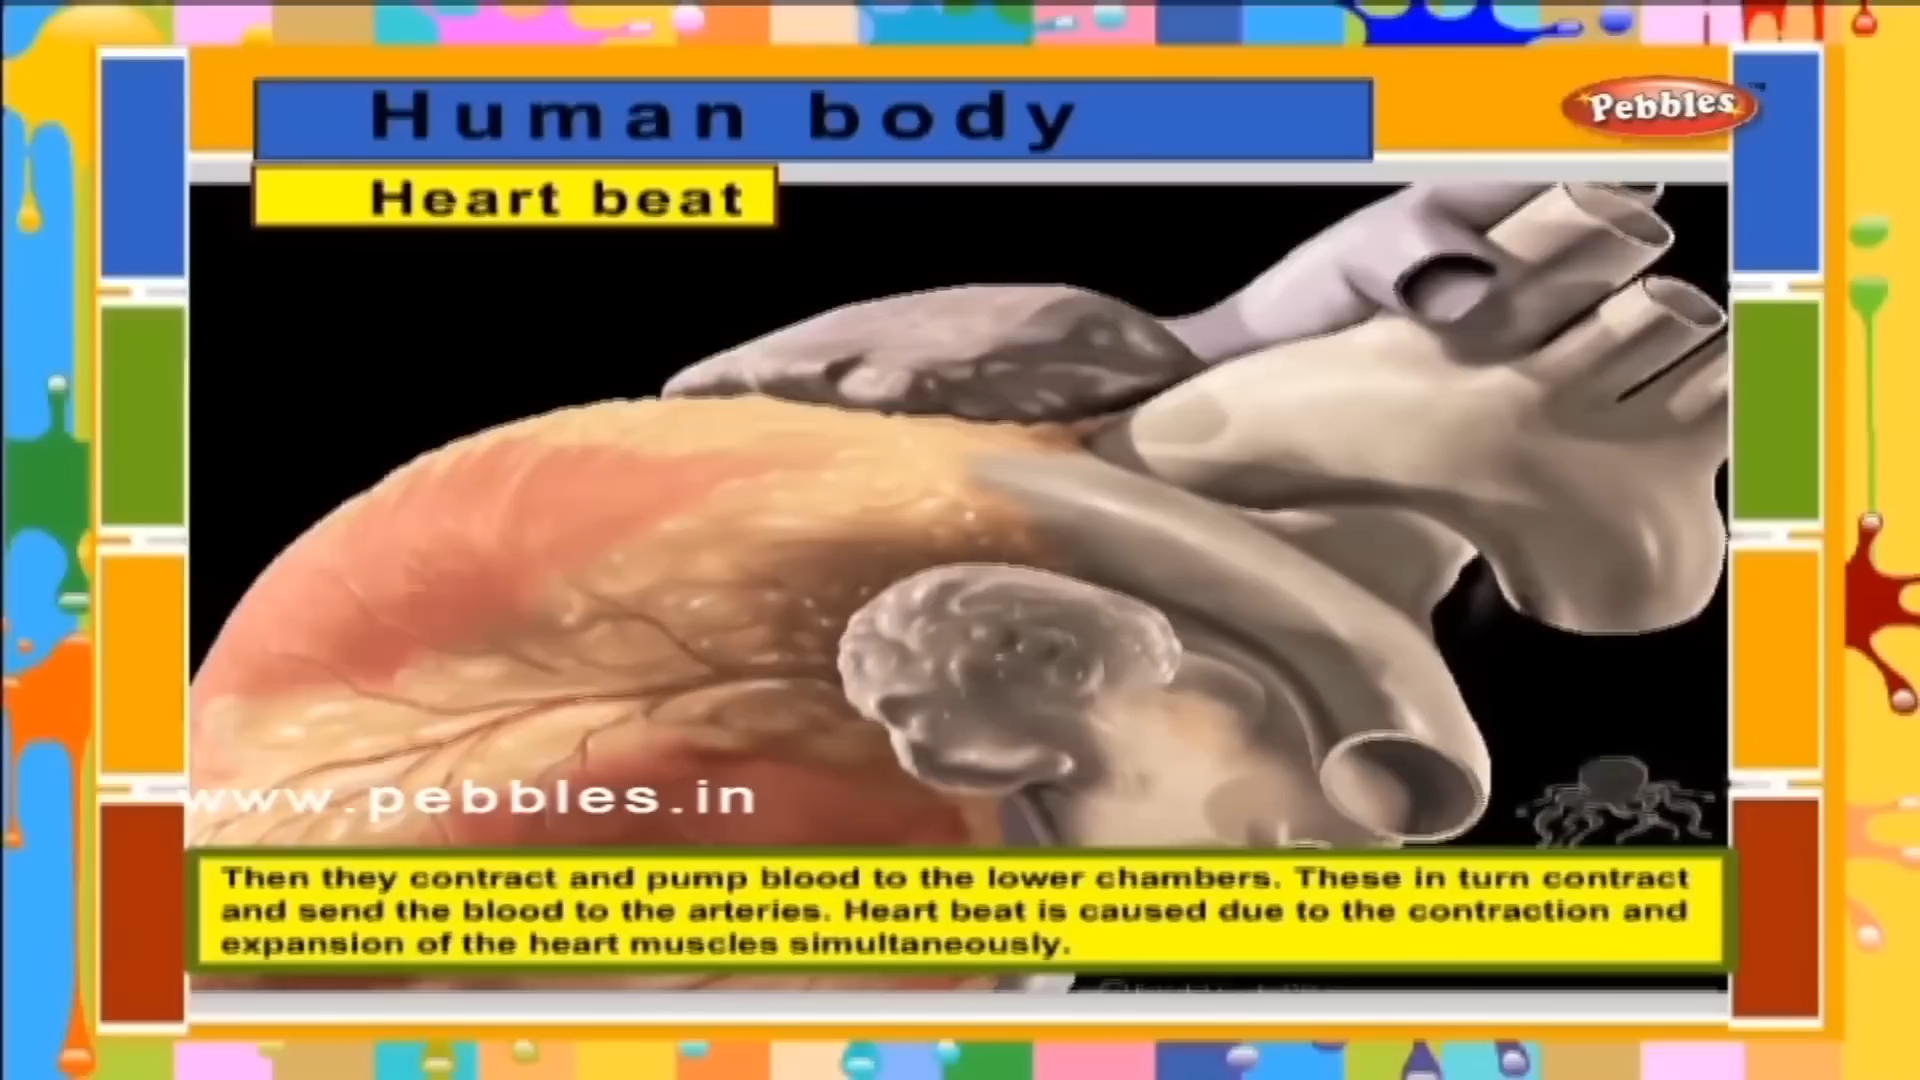 Human body
Pebbles
TM
Heart beat
www.pebbles.in
Then they contract and pump blood to the lower chambers. These in turn contract
and send the blood to the arteries. Heart beat is caused due to the contraction and
expansion of the heart muscles simultaneously.